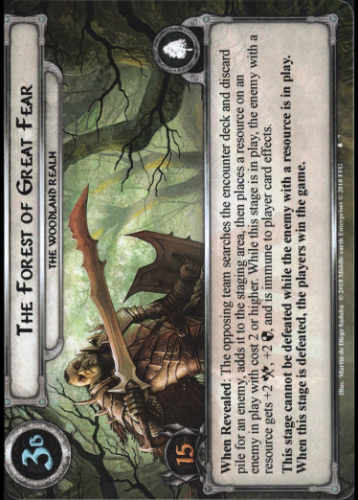 3B
THE FOREST OF GREAT FEAR
THE WOODLAND REALM
15
When Revealed: The opposing team searches the encounter deck and discard
pile for an enemy, adds it to the staging area, then places a resource on an
enemy in play with cost 2 or higher. While this stage is in play, the enemy with a
resource gets +2 , +2 , and is immune to player card effects.
This stage cannot be defeated while the enemy with a resource is in play.
When this stage is defeated, the players win the game.
Illus. Martin de Diego Sadaba © 2018 Middle-earth Enterprises © 2018 FFG 7